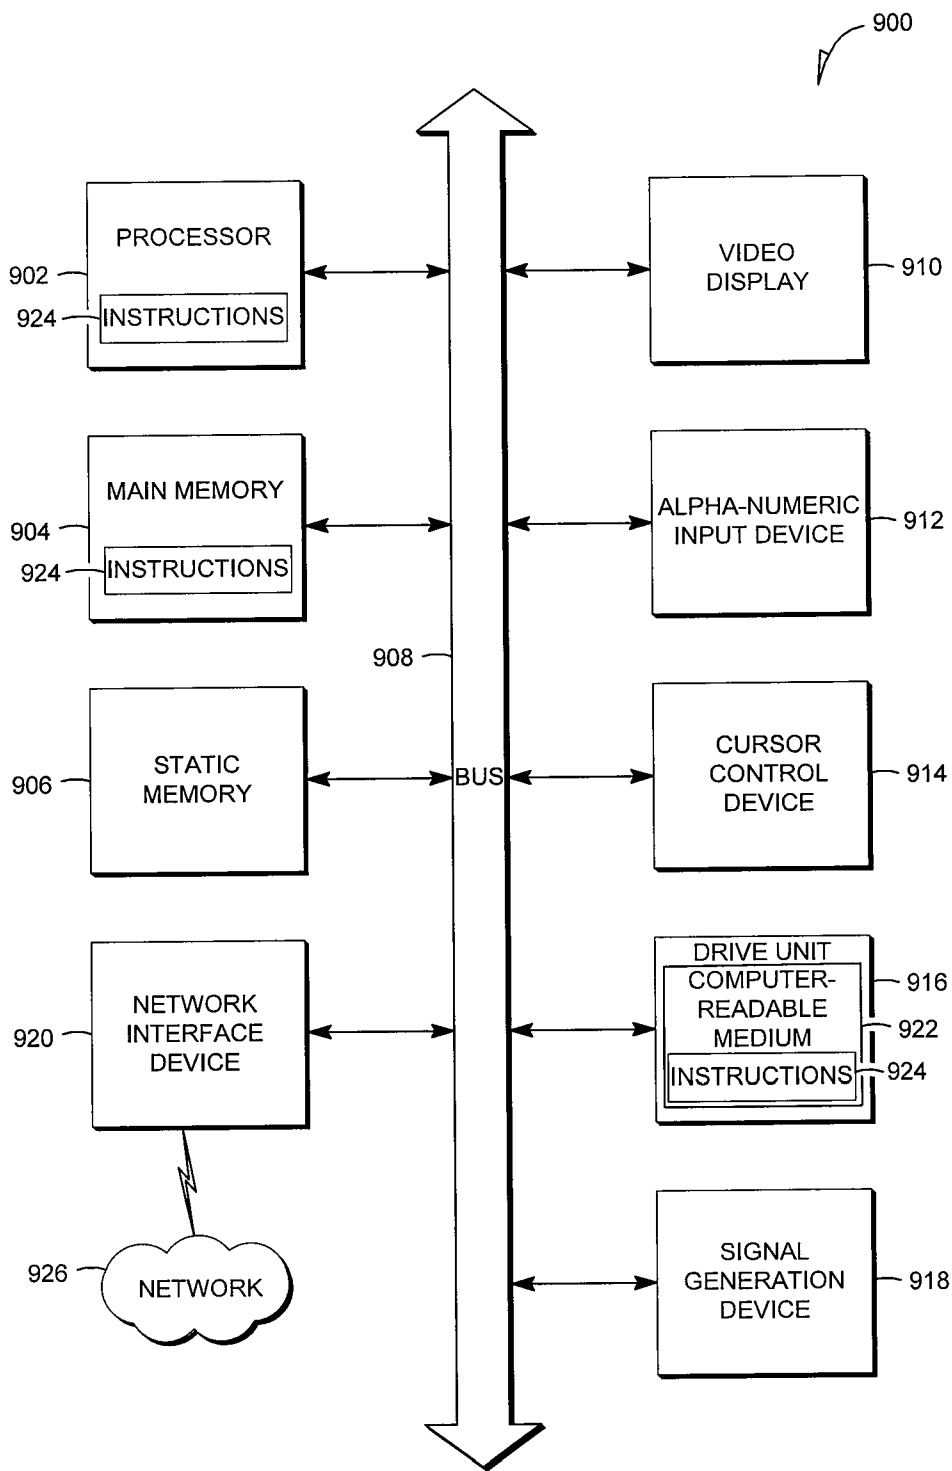 900
PROCESSOR
902
924
INSTRUCTIONS
VIDEO
DISPLAY
910
MAIN MEMORY
904
924
INSTRUCTIONS
ALPHA-NUMERIC
INPUT DEVICE
912
908
STATIC
MEMORY
906
BUS
CURSOR
CONTROL
DEVICE
914
NETWORK
INTERFACE
DEVICE
920
DRIVE UNIT
916
COMPUTER-
READABLE
MEDIUM
922
INSTRUCTIONS
924
926
NETWORK
SIGNAL
GENERATION
DEVICE
918